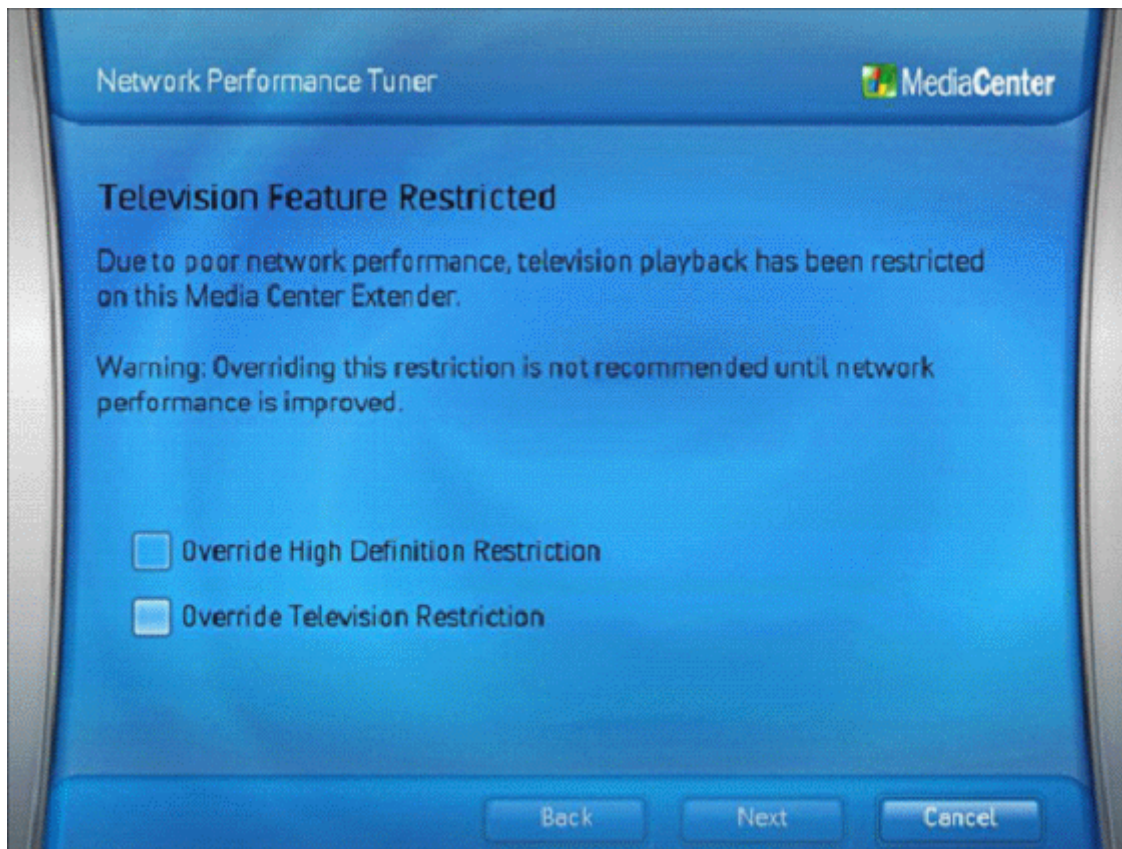 Network Performance Tuner
MediaCenter
Television Feature Restricted
Due to poor network performance, television playback has been restricted
on this Media Center Extender.
Warning: Overriding this restriction is not recommended until network
performance is improved.
Override High Definition Restriction
Override Television Restriction
Back
Next
Cancel